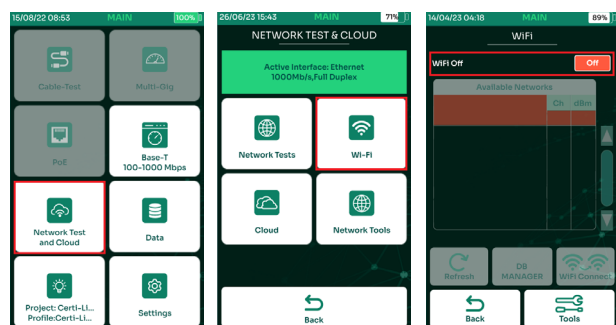 15/08/22 08:53 MAIN 100%
Cable-Test Multi-Gig
PoE Base-T
100-1000 Mbps
Network Test
and Cloud
Data
Project: Certi-Li...
Profile:Certi-Li...
Settings
26/06/23 15:43 MAIN 71%
NETWORK TEST & CLOUD
Active Interface: Ethernet
1000Mb/s,Full Duplex
Network Tests Wi-Fi
Cloud Network Tools
Back
14/04/23 04:18 MAIN 89%
WiFi
WiFi Off Off
Available Networks
Ch dBm
Refresh DB
MANAGER WiFi Connect
Back Tools